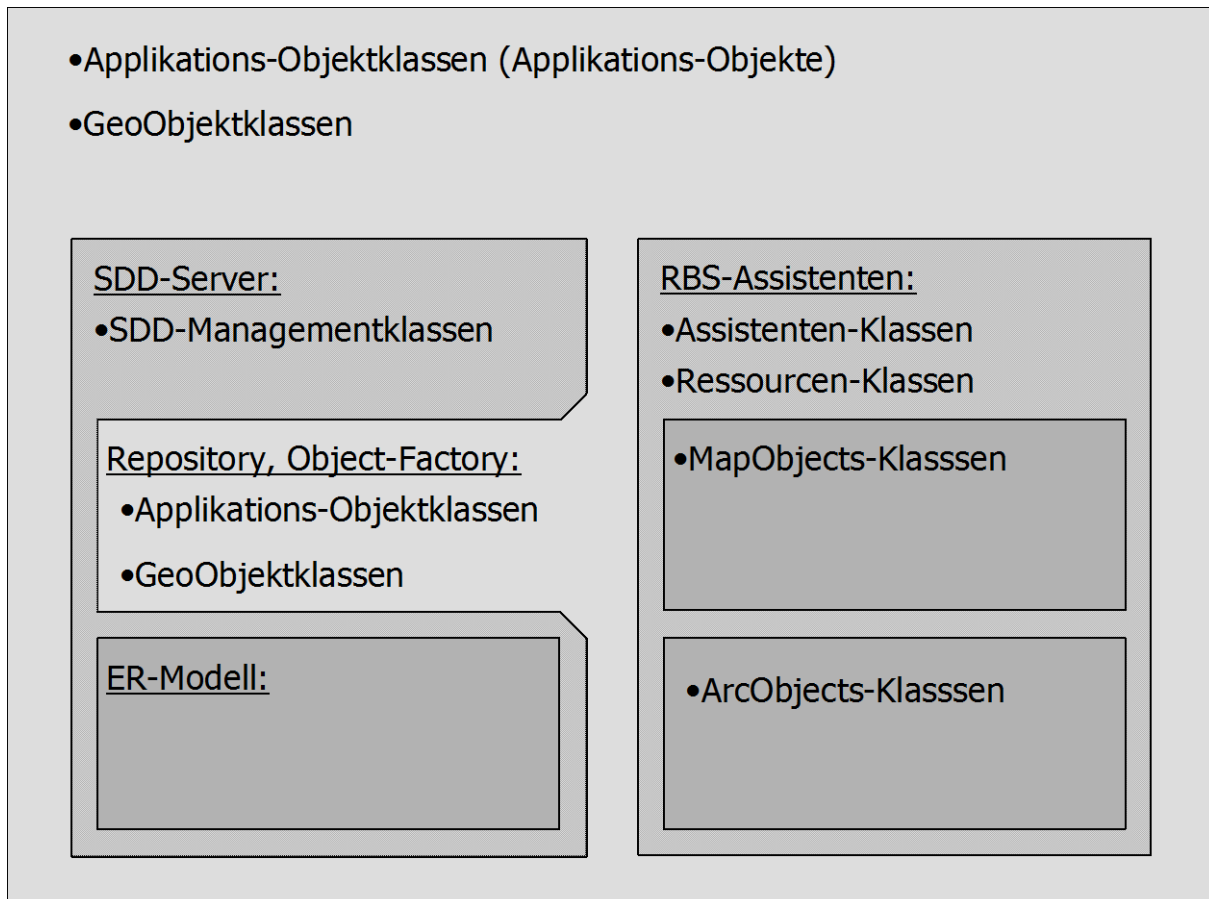 •Applikations-Objektklassen (Applikations-Objekte)
•GeoObjektklassen
SDD-Server:
•SDD-Managementklassen
Repository, Object-Factory:
•Applikations-Objektklassen
•GeoObjektklassen
ER-Modell:
RBS-Assistenten:
•Assistenten-Klassen
•Ressourcen-Klassen
•MapObjects-Klasssen
•ArcObjects-Klasssen